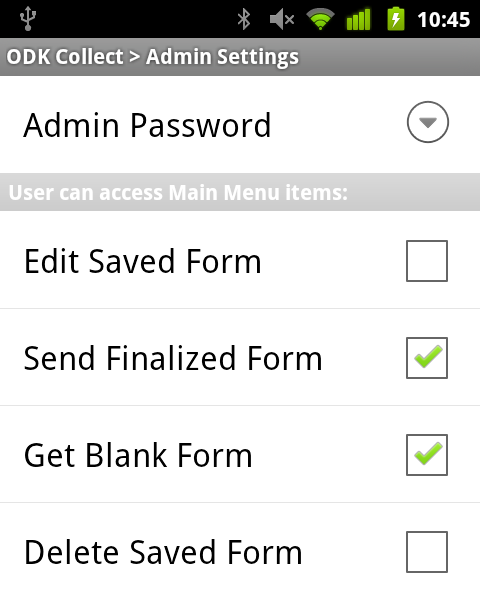 10:45
ODK Collect > Admin Settings
Admin Password
User can access Main Menu items:
Edit Saved Form
Send Finalized Form
Get Blank Form
Delete Saved Form